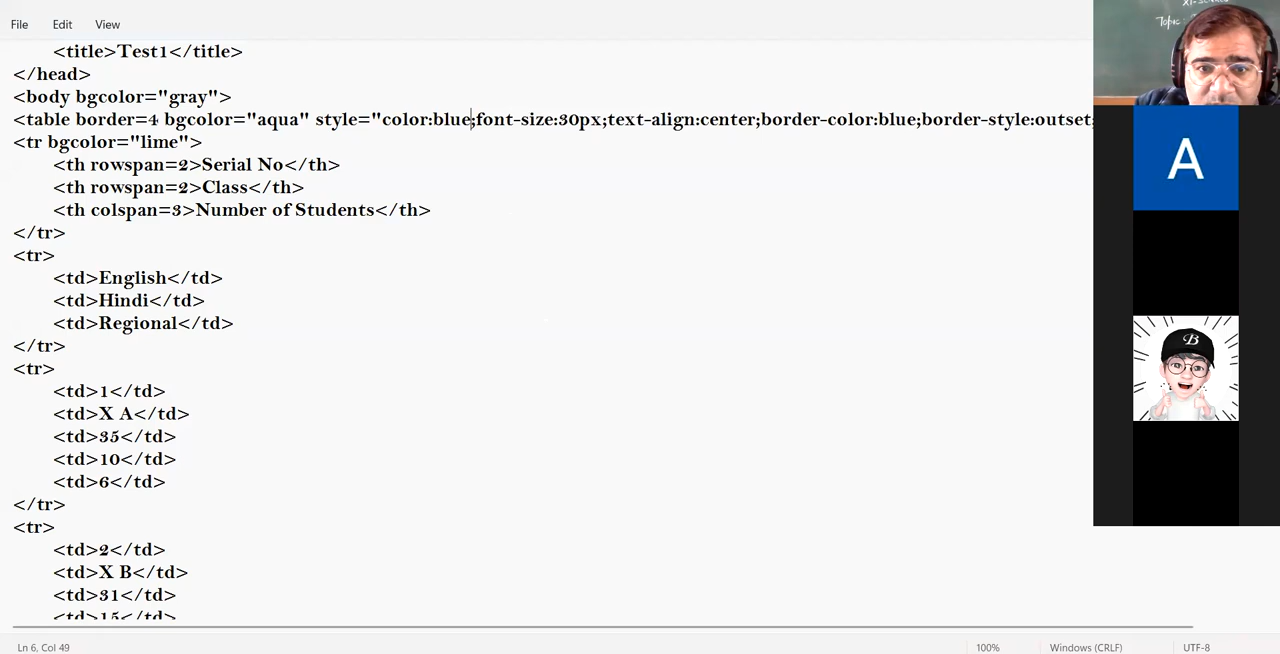 File Edit View
<title>Test1</title>
</head>
<body bgcolor="gray">
<table border=4 bgcolor="aqua" style="color:blue;font-size:30px;text-align:center;border-color:blue;border-style:outset;
<tr bgcolor="lime">
<th rowspan=2>Serial No</th>
<th rowspan=2>Class</th>
<th colspan=3>Number of Students</th>
</tr>
<tr>
<td>English</td>
<td>Hindi</td>
<td>Regional</td>
</tr>
<tr>
<td>1</td>
<td>X A</td>
<td>35</td>
<td>10</td>
<td>6</td>
</tr>
<tr>
<td>2</td>
<td>X B</td>
<td>31</td>
<td>15</td>
Ln 6, Col 49
100%
Windows (CRLF)
UTF-8
Topic
A
B